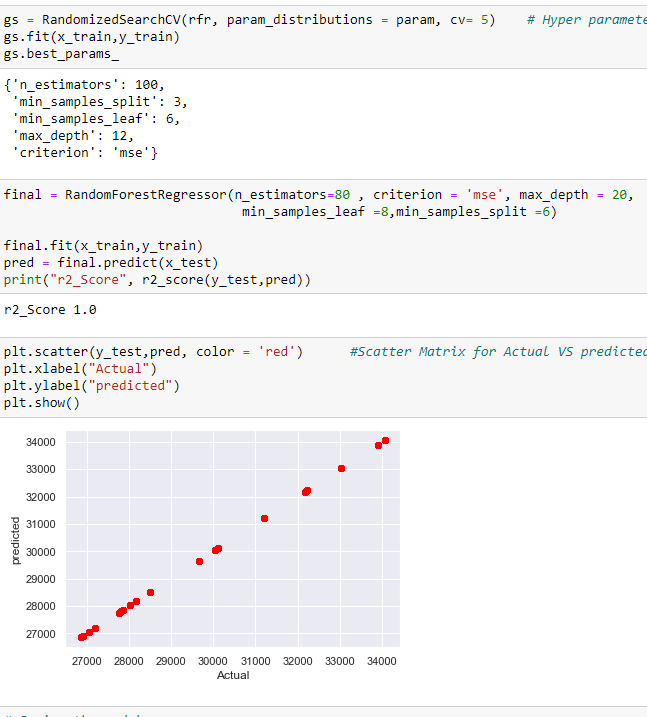 gs = RandomizedSearchCV(rfr, param_distributions = param, cv= 5) # Hyper paramete
gs.fit(x_train,y_train)
gs.best_params_
{'n_estimators': 100,
'min_samples_split': 3,
'min_samples_leaf': 6,
'max_depth': 12,
'criterion': 'mse'}
final = RandomForestRegressor(n_estimators=80 , criterion = 'mse', max_depth = 20,
min_samples_leaf =8,min_samples_split =6)
final.fit(x_train,y_train)
pred = final.predict(x_test)
print("r2_Score", r2_score(y_test,pred))
r2_Score 1.0
plt.scatter(y_test,pred, color = 'red') #Scatter Matrix for Actual VS predicted
plt.xlabel("Actual")
plt.ylabel("predicted")
plt.show()
34000
33000
32000
31000
30000
29000
28000
27000
predicted
27000 28000 29000 30000 31000 32000 33000 34000
Actual